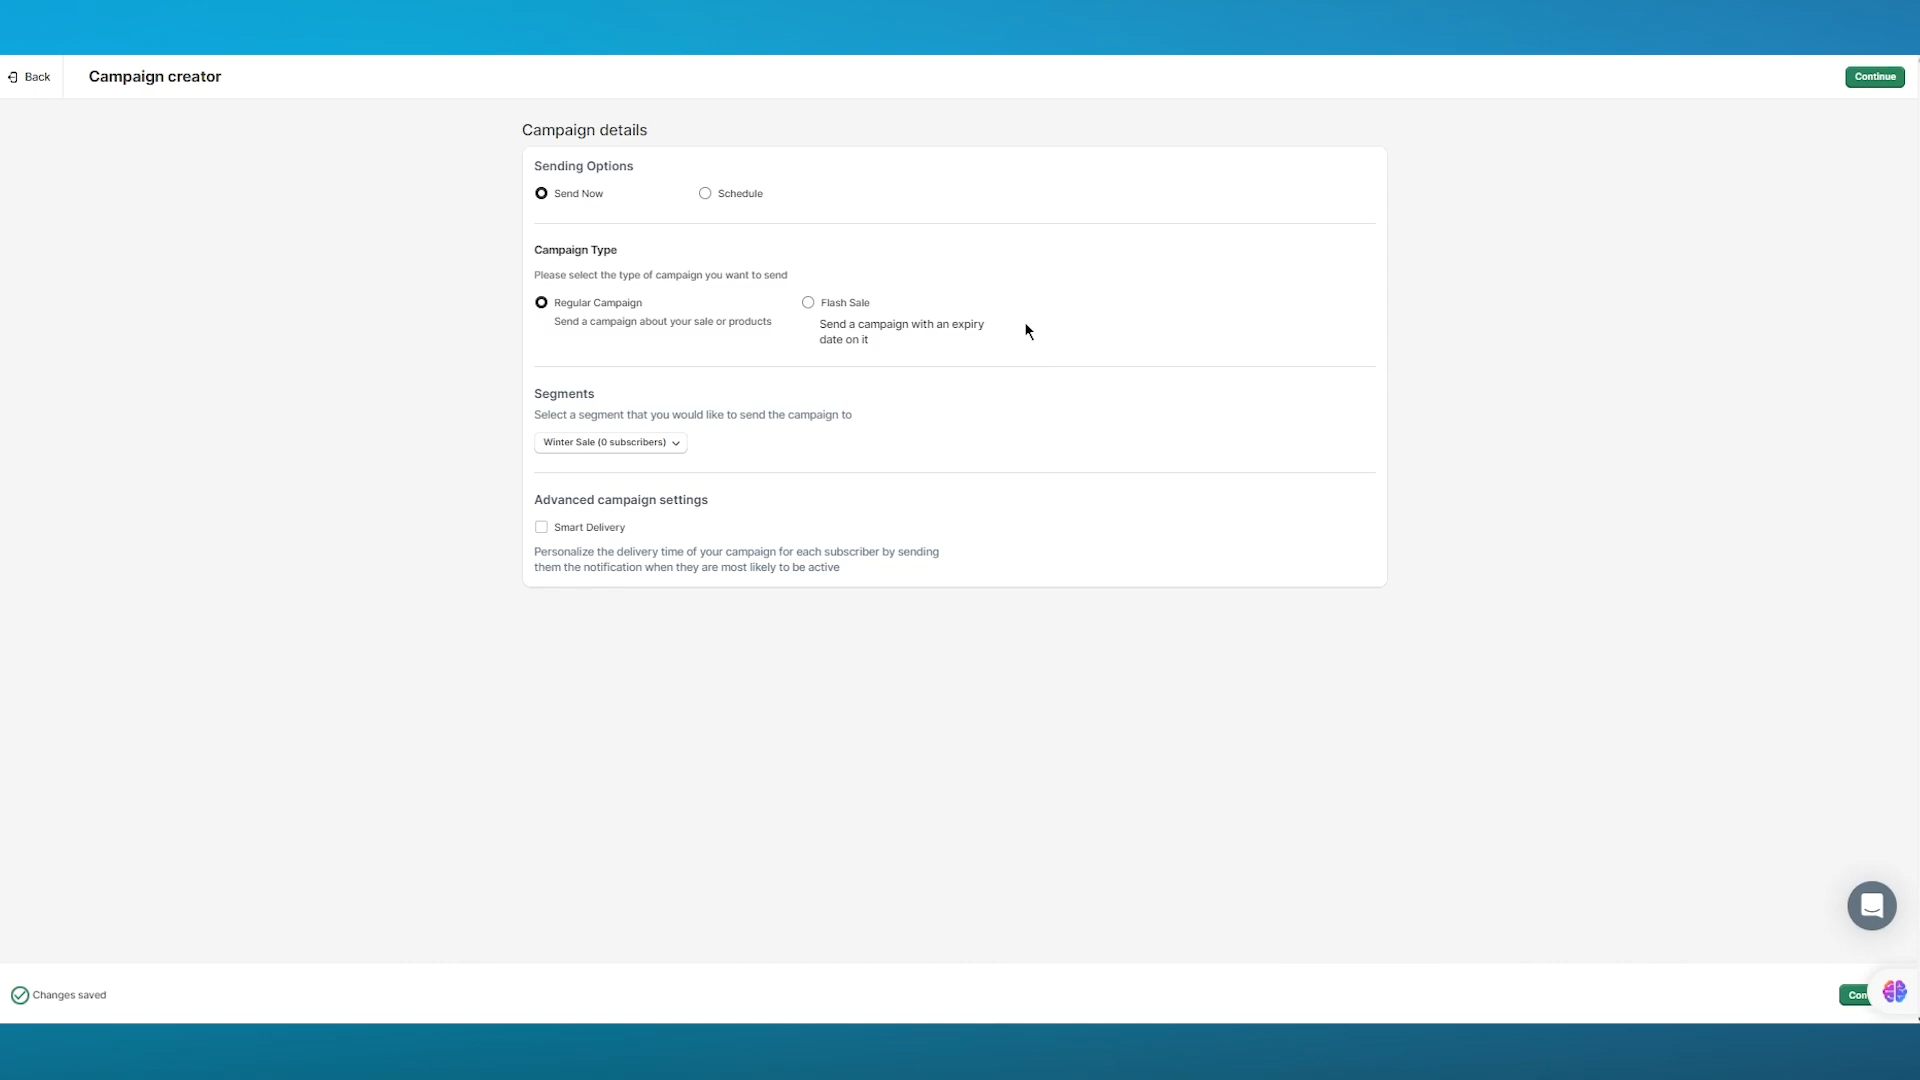 Back
Campaign creator
Continue
Campaign details
Sending Options
Send Now
Schedule
Campaign Type
Please select the type of campaign you want to send
Regular Campaign
Send a campaign about your sale or products
Flash Sale
Send a campaign with an expiry
date on it
Segments
Select a segment that you would like to send the campaign to
Winter Sale (0 subscribers)
Advanced campaign settings
Smart Delivery
Personalize the delivery time of your campaign for each subscriber by sending
them the notification when they are most likely to be active
Changes saved